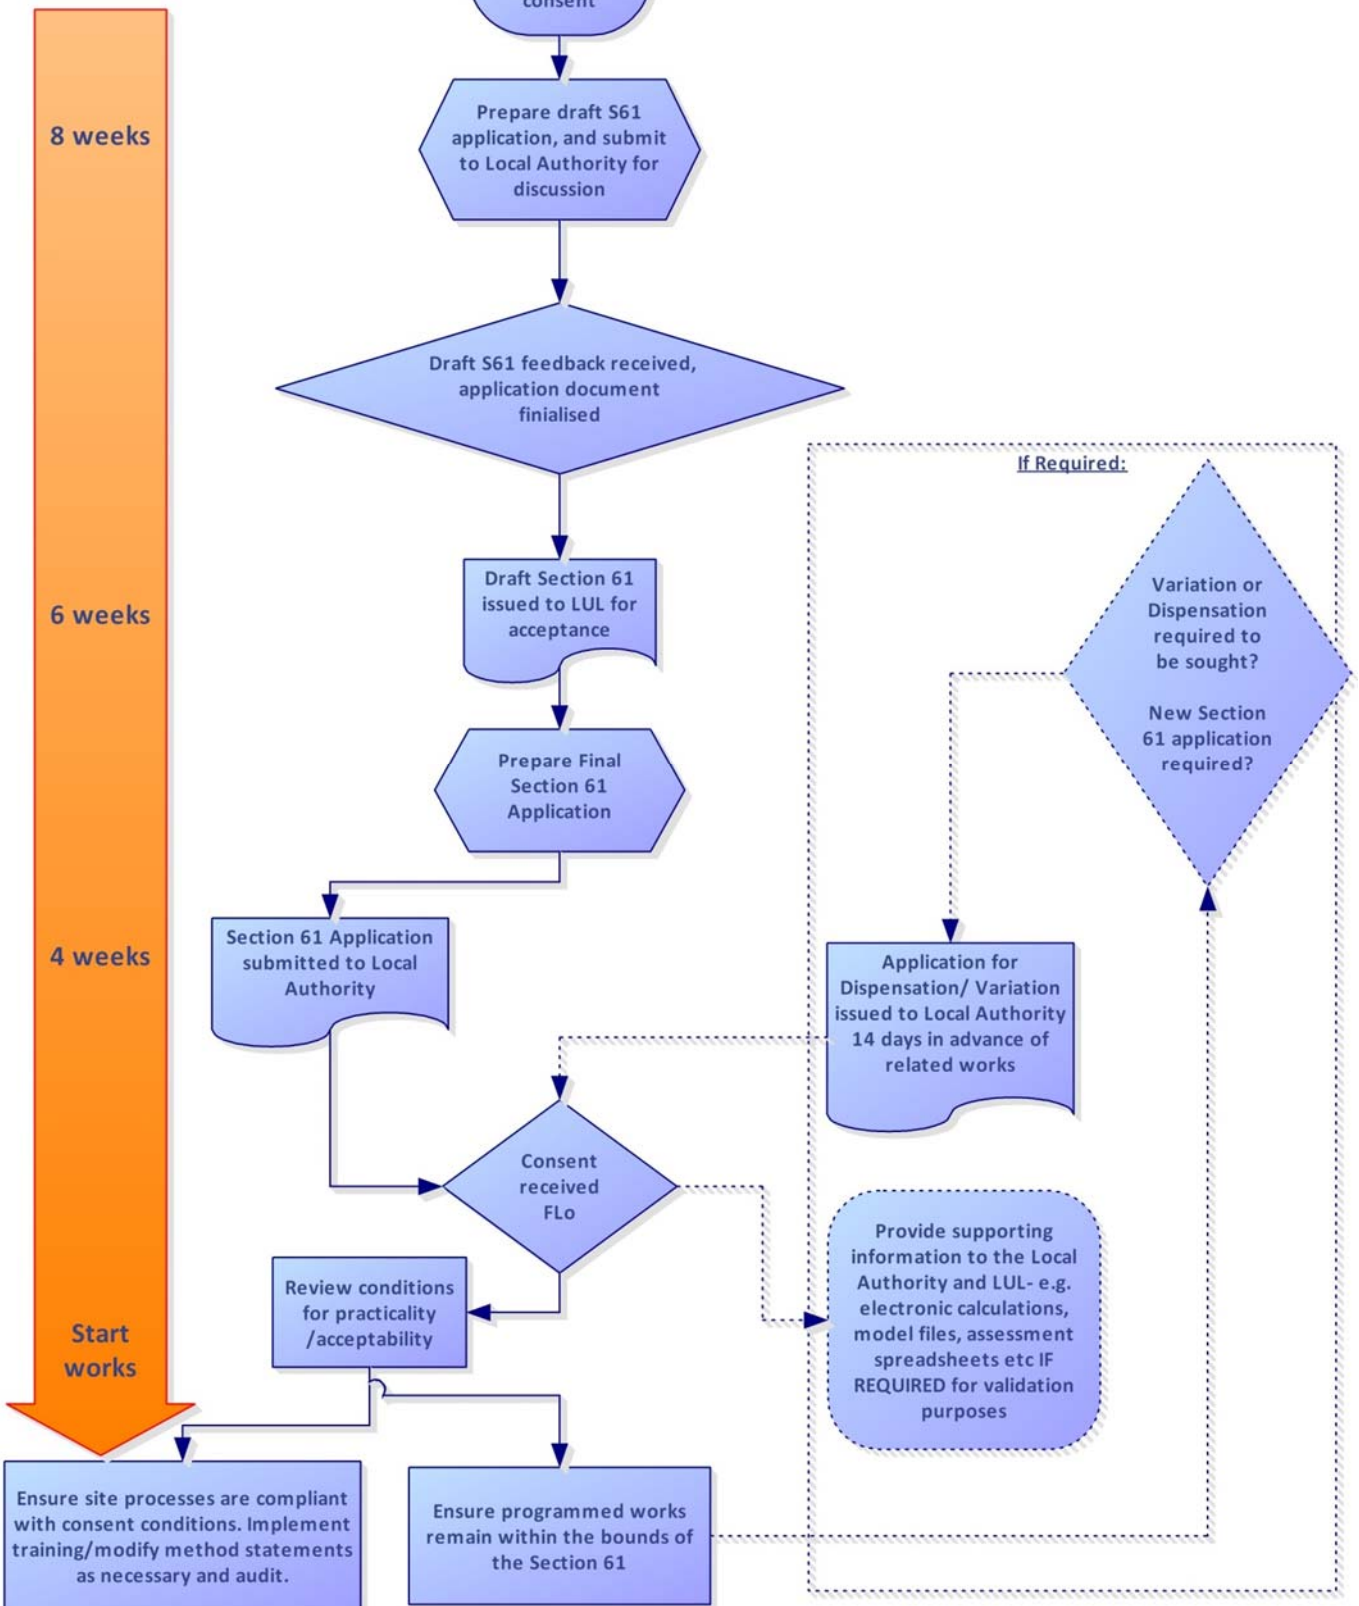 consent
8 weeks
Prepare draft S61
application, and submit
to Local Authority for
discussion
Draft S61 feedback received,
application document
finialised
If Required:
Draft Section 61
issued to LUL for
acceptance
6 weeks
Variation or
Dispensation
required to
be sought?
New Section
61 application
required?
Prepare Final
Section 61
Application
4 weeks
Section 61 Application
submitted to Local
Authority
Application for
Dispensation/ Variation
issued to Local Authority
14 days in advance of
related works
Consent
received
FLo
Provide supporting
information to the Local
Authority and LUL- e.g.
electronic calculations,
model files, assessment
spreadsheets etc IF
REQUIRED for validation
purposes
Review conditions
for practicality
/acceptability
Start
works
Ensure site processes are compliant
with consent conditions. Implement
training/modify method statements
as necessary and audit.
Ensure programmed works
remain within the bounds of
the Section 61